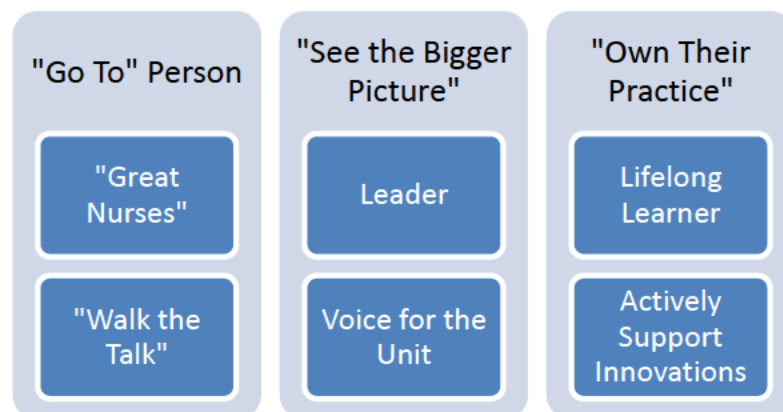 "Go To" Person
"Great
Nurses"
"Walk the
Talk"
"See the Bigger
Picture"
Leader
Voice for the
Unit
"Own Their
Practice"
Lifelong
Learner
Actively
Support
Innovations